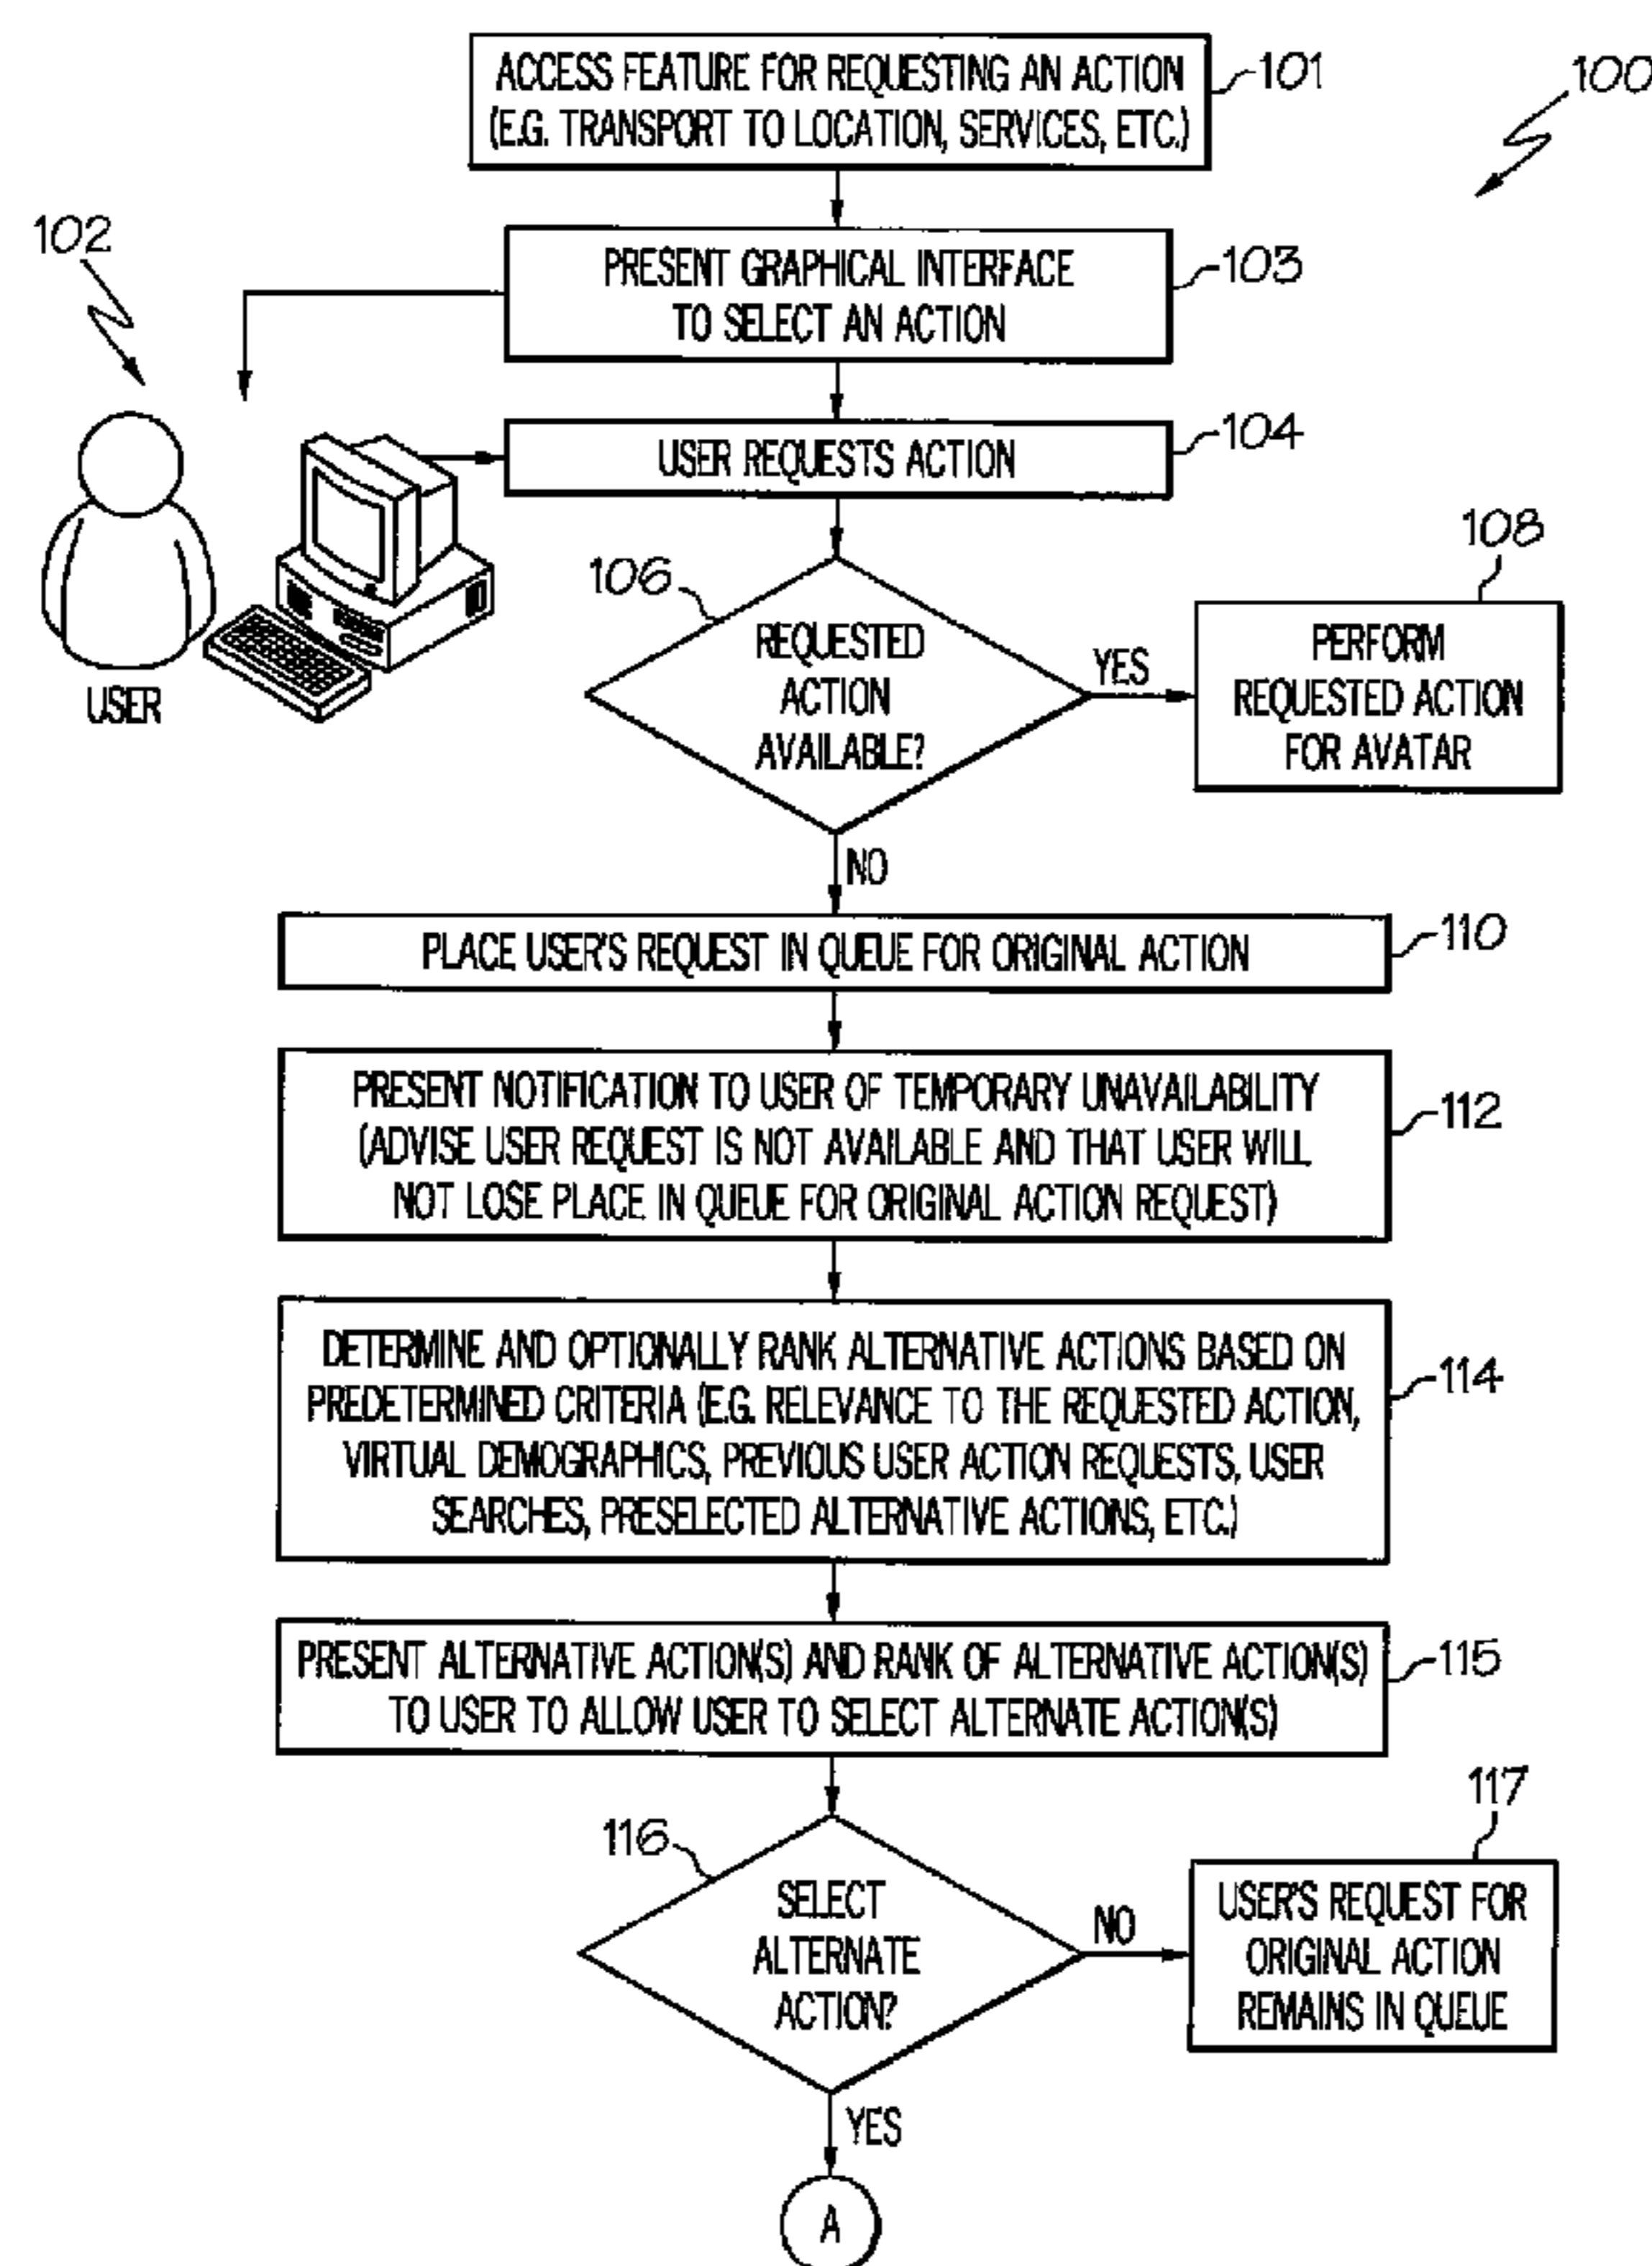 ACCESS FEATURE FOR REQUESTING AN ACTION
(E.G. TRANSPORT TO LOCATION, SERVICES, ETC.)
101
100
102
PRESENT GRAPHICAL INTERFACE
TO SELECT AN ACTION
103
USER REQUESTS ACTION
104
USER
106
REQUESTED
ACTION
AVAILABLE?
YES
108
PERFORM
REQUESTED ACTION
FOR AVATAR
NO
PLACE USER'S REQUEST IN QUEUE FOR ORIGINAL ACTION
110
PRESENT NOTIFICATION TO USER OF TEMPORARY UNAVAILABILITY
(ADVISE USER REQUEST IS NOT AVAILABLE AND THAT USER WILL
NOT LOSE PLACE IN QUEUE FOR ORIGINAL ACTION REQUEST)
112
DETERMINE AND OPTIONALLY RANK ALTERNATIVE ACTIONS BASED ON
PREDETERMINED CRITERIA (E.G. RELEVANCE TO THE REQUESTED ACTION,
VIRTUAL DEMOGRAPHICS, PREVIOUS USER ACTION REQUESTS, USER
SEARCHES, PRESELECTED ALTERNATIVE ACTIONS, ETC.)
114
PRESENT ALTERNATIVE ACTION(S) AND RANK OF ALTERNATIVE ACTION(S)
TO USER TO ALLOW USER TO SELECT ALTERNATE ACTION(S)
115
116
SELECT
ALTERNATE
ACTION?
NO
117
USER'S REQUEST FOR
ORIGINAL ACTION
REMAINS IN QUEUE
YES
A